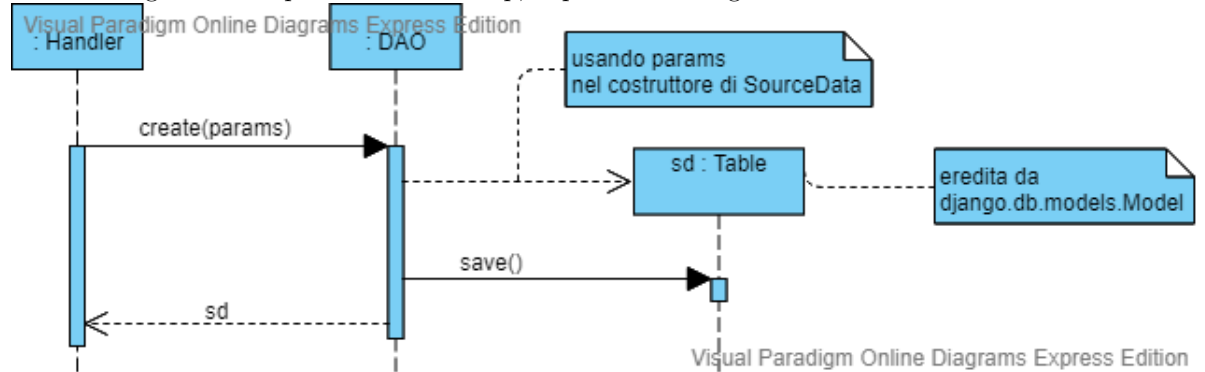 Visual Paradigm Online Diagrams Express Edition
: Handler
: DAO
usando params
nel costruttore di SourceData
create(params)
sd : Table
eredita da
django.db.models.Model
save()
sd
Visual Paradigm Online Diagrams Express Edition